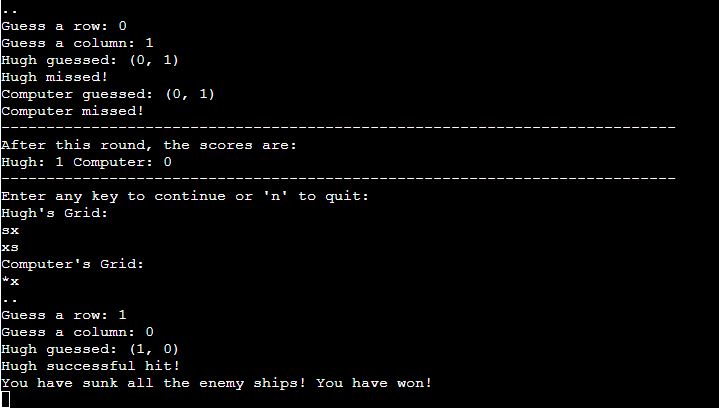 ..
Guess a row: 0
Guess a column: 1
Hugh guessed: (0, 1)
Hugh missed!
Computer guessed: (0, 1)
Computer missed!
---------------------------------------------------------------------------
After this round, the scores are:
Hugh: 1 Computer: 0
---------------------------------------------------------------------------
Enter any key to continue or 'n' to quit:
Hugh's Grid:
sx
xs
Computer's Grid:
*x
..
Guess a row: 1
Guess a column: 0
Hugh guessed: (1, 0)
Hugh successful hit!
You have sunk all the enemy ships! You have won!